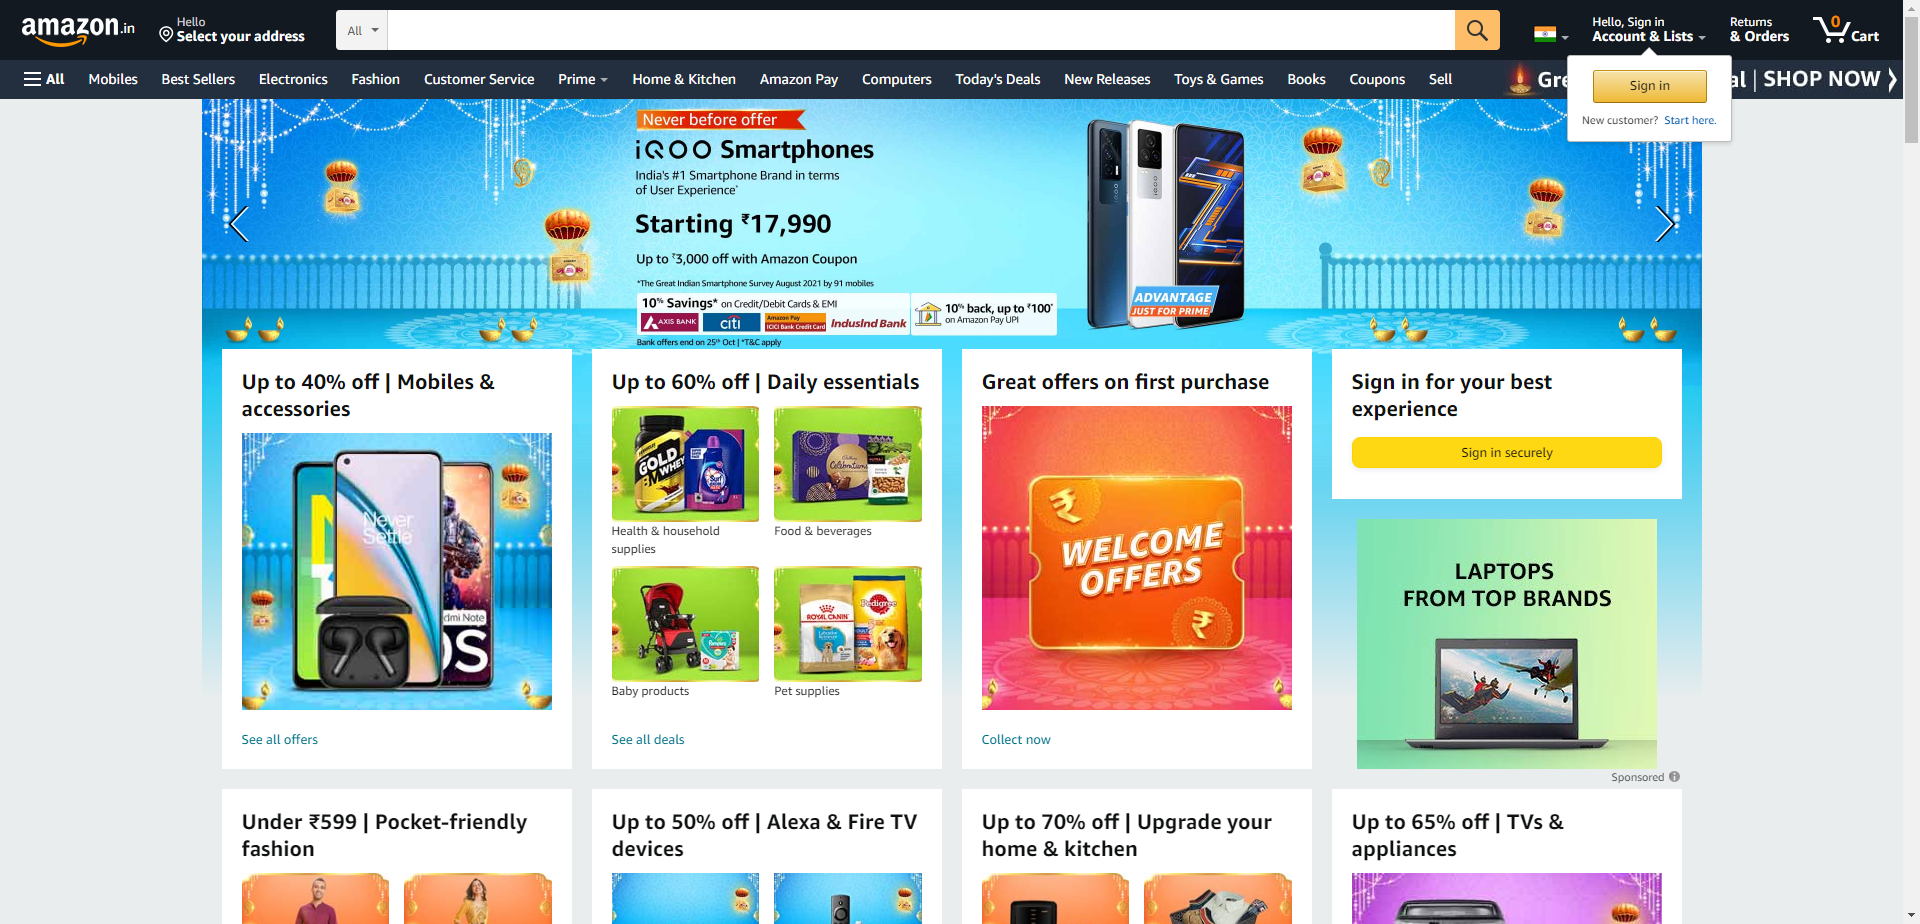 amazon.in
Hello
Select your address
All
Hello, Sign in
Account & Lists
Returns
& Orders
0
Cart
All
Mobiles
Best Sellers
Electronics
Fashion
Customer Service
Prime
Home & Kitchen
Amazon Pay
Computers
Today's Deals
New Releases
Toys & Games
Books
Coupons
Sell
SHOP NOW
Sign in
New customer? Start here.
Never before offer
iQOO Smartphones
India's #1 Smartphone Brand in terms
of User Experience*
Starting ₹17,990
Up to ₹3,000 off with Amazon Coupon
*The Great Indian Smartphone Survey August 2021 by 91 mobiles
10% Savings* on Credit/Debit Cards & EMI
AXIS BANK
citi
Amazon Pay
ICICI Bank Credit Card
IndusInd Bank
10% back, up to ₹100*
on Amazon Pay UPI
Bank offers end on 25th Oct | *T&C apply
ADVANTAGE
JUST FOR PRIME
Up to 40% off | Mobiles &
accessories
Never
Settle
See all offers
Up to 60% off | Daily essentials
GOLD
WHEY
Surf
Health & household
supplies
Celebrations
Food & beverages
Pampers
Baby products
ROYAL CANIN
Pedigree
Pet supplies
See all deals
Great offers on first purchase
WELCOME
OFFERS
Collect now
Sign in for your best
experience
Sign in securely
LAPTOPS
FROM TOP BRANDS
Sponsored
Under ₹599 | Pocket-friendly
fashion
Up to 50% off | Alexa & Fire TV
devices
Up to 70% off | Upgrade your
home & kitchen
Up to 65% off | TVs &
appliances